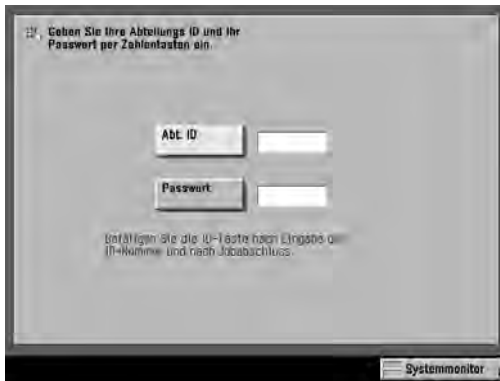 Geben Sie Ihre Abteilungs ID und Ihr
Passwort per Zahlentasten ein.
Abt. ID
Passwort
Betätigen Sie die ID-Taste nach Eingabe der
ID-Nummer und nach Jobabschluss.
Systemmonitor